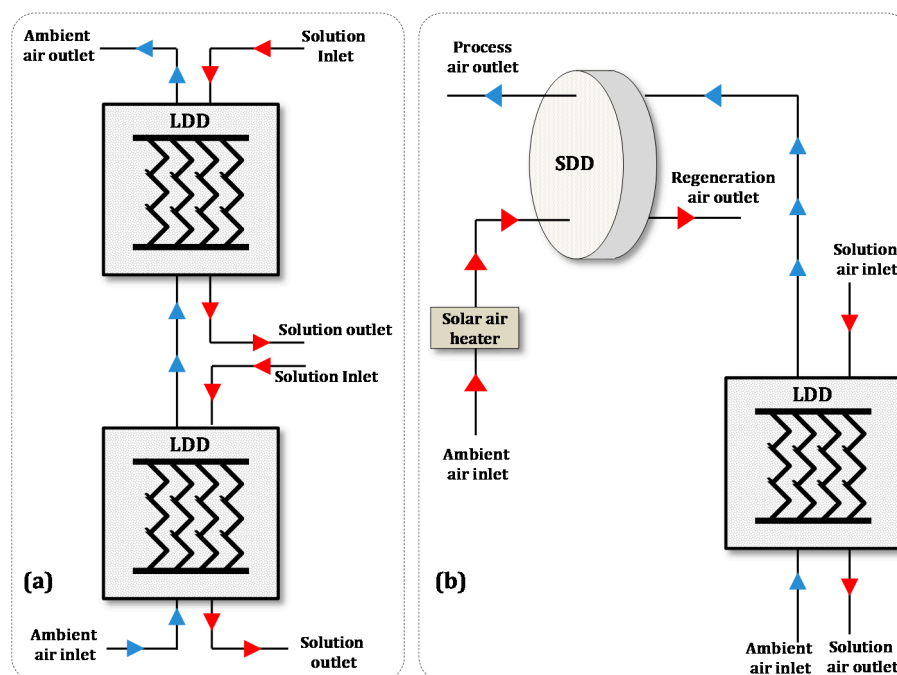 (a)
Ambient
air outlet
Solution
Inlet
LDD
Solution outlet
Solution Inlet
LDD
Ambient
air inlet
Solution
outlet
(b)
Process
air outlet
SDD
Regeneration
air outlet
Solar air
heater
Ambient
air inlet
Solution
air inlet
LDD
Ambient
air inlet
Solution
air outlet